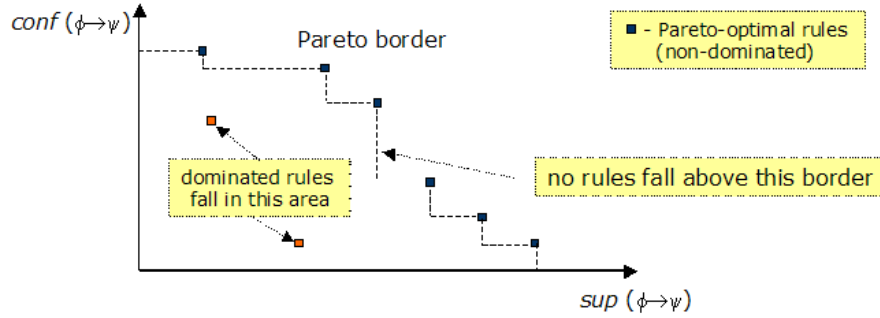 conf (ϕ→ψ)
Pareto border
- Pareto-optimal rules
(non-dominated)
dominated rules
fall in this area
no rules fall above this border
sup (ϕ→ψ)